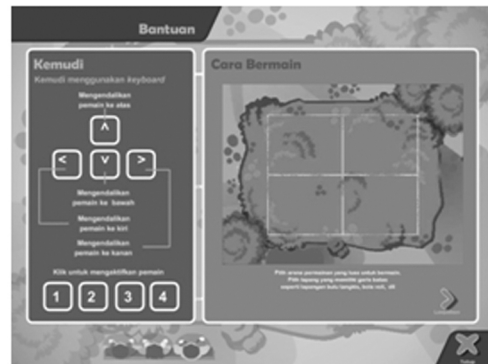 Bantuan
Kemudi
Kemudi menggunakan keyboard
Mengendalikan
pemain ke atas
^
< v >
Mengendalikan
pemain ke bawah
Mengendalikan
pemain ke kiri
Mengendalikan
pemain ke kanan
Klik untuk mengaktifkan pemain
1 2 3 4
Cara Bermain
Pilih arena permainan yang luas untuk bermain.
Pilih lapang yang memiliki garis batas
seperti lapangan bulu tangkis, bola voli, dll
Tutup